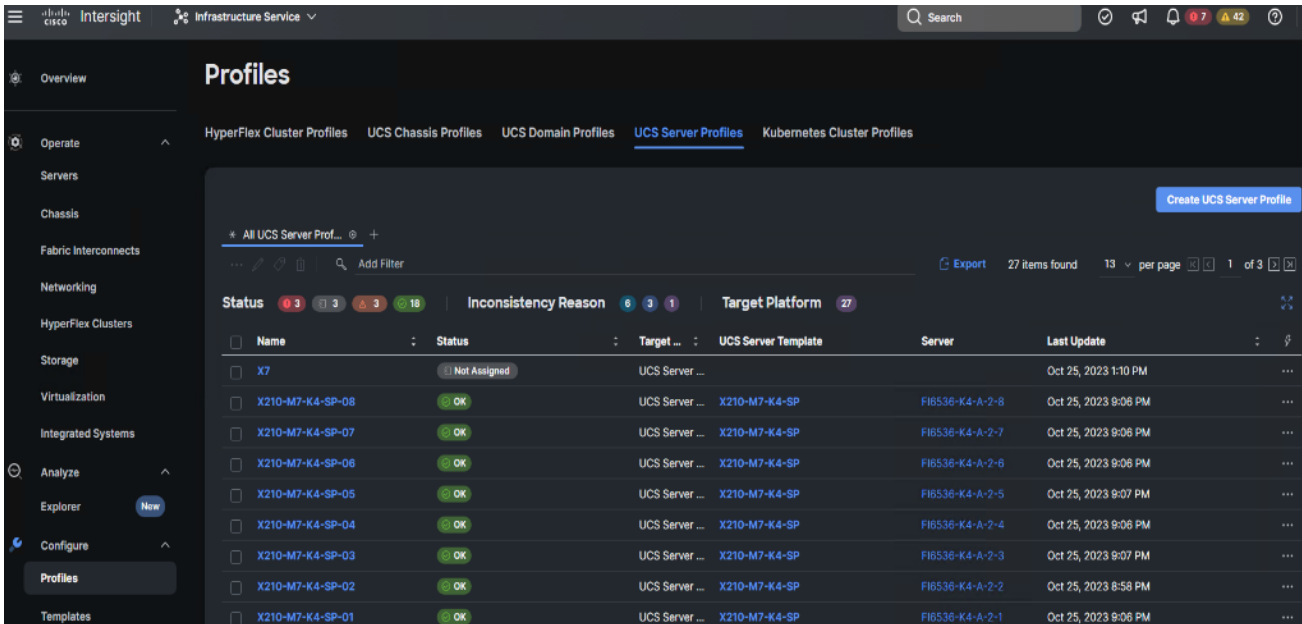 cisco Intersight Infrastructure Service Search 7 42
Overview
Profiles
HyperFlex Cluster Profiles UCS Chassis Profiles UCS Domain Profiles UCS Server Profiles Kubernetes Cluster Profiles
Operate
Servers
Chassis
Fabric Interconnects
Networking
HyperFlex Clusters
Storage
Virtualization
Integrated Systems
Analyze
Explorer New
Configure
Profiles
Templates
Create UCS Server Profile
All UCS Server Prof... +
... Add Filter Export 27 items found 13 per page 1 of 3
Status 3 3 3 18 Inconsistency Reason 6 3 1 Target Platform 27
Name Status Target ... UCS Server Template Server Last Update
X7 Not Assigned UCS Server ... Oct 25, 2023 1:10 PM ...
X210-M7-K4-SP-08 OK UCS Server ... X210-M7-K4-SP FI6536-K4-A-2-8 Oct 25, 2023 9:06 PM ...
X210-M7-K4-SP-07 OK UCS Server ... X210-M7-K4-SP FI6536-K4-A-2-7 Oct 25, 2023 9:06 PM ...
X210-M7-K4-SP-06 OK UCS Server ... X210-M7-K4-SP FI6536-K4-A-2-6 Oct 25, 2023 9:06 PM ...
X210-M7-K4-SP-05 OK UCS Server ... X210-M7-K4-SP FI6536-K4-A-2-5 Oct 25, 2023 9:07 PM ...
X210-M7-K4-SP-04 OK UCS Server ... X210-M7-K4-SP FI6536-K4-A-2-4 Oct 25, 2023 9:06 PM ...
X210-M7-K4-SP-03 OK UCS Server ... X210-M7-K4-SP FI6536-K4-A-2-3 Oct 25, 2023 9:07 PM ...
X210-M7-K4-SP-02 OK UCS Server ... X210-M7-K4-SP FI6536-K4-A-2-2 Oct 25, 2023 8:58 PM ...
X210-M7-K4-SP-01 OK UCS Server ... X210-M7-K4-SP FI6536-K4-A-2-1 Oct 25, 2023 9:06 PM ...